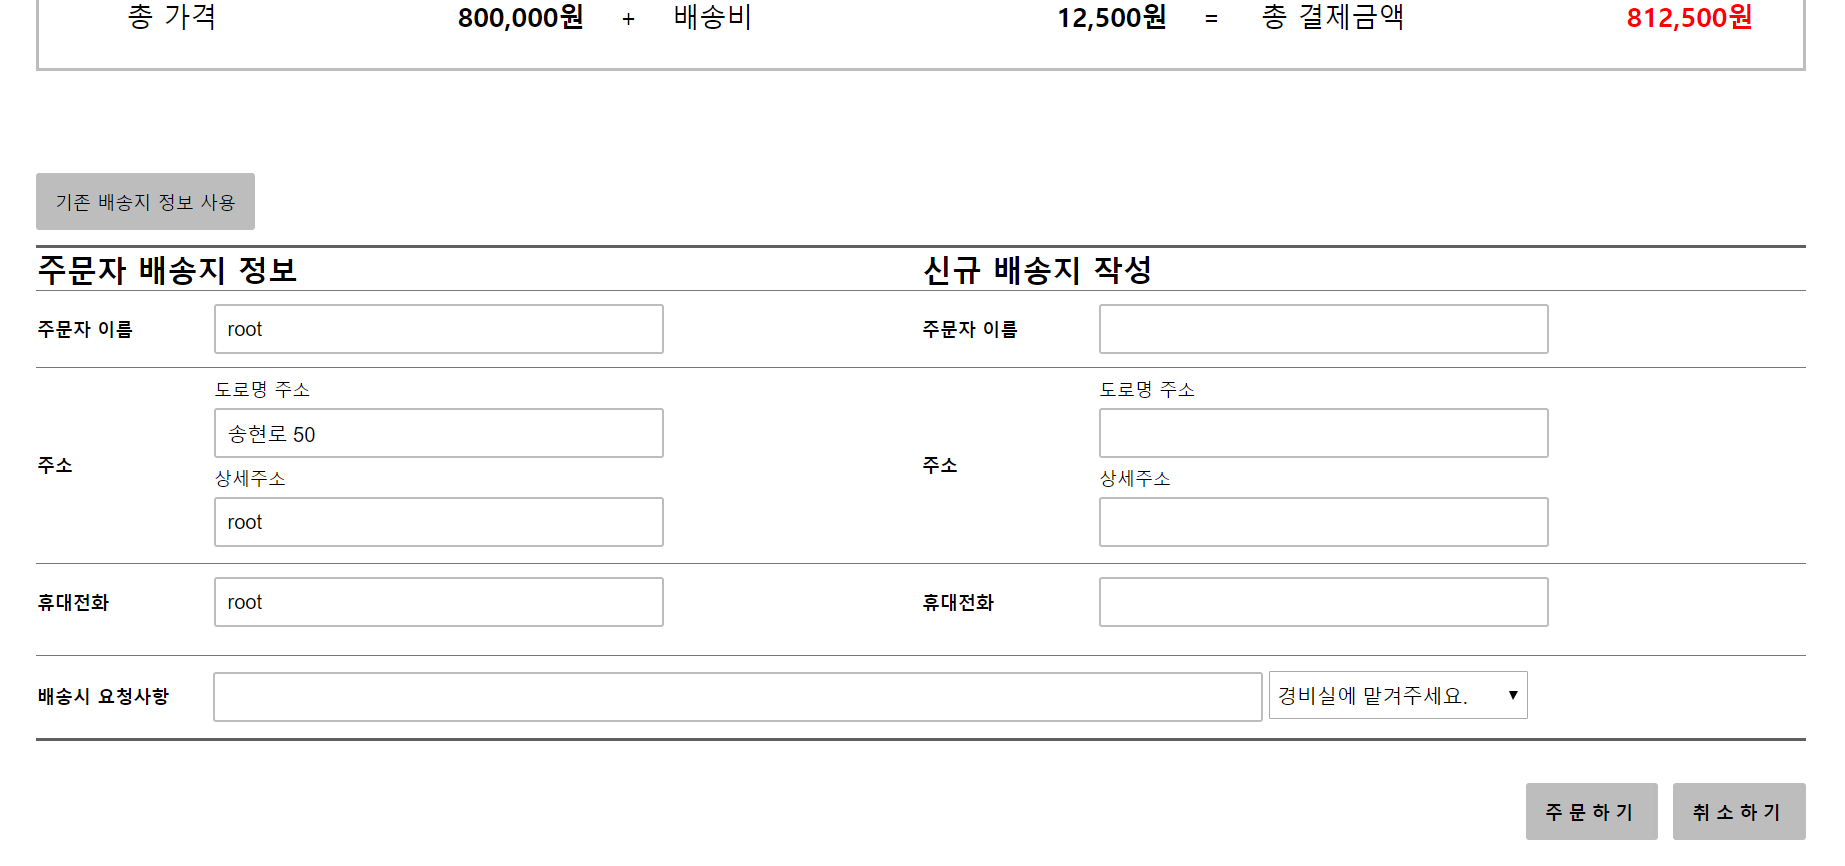 총 가격 800,000원 + 배송비 12,500원 = 총 결제금액 812,500원
기존 배송지 정보 사용
주문자 배송지 정보 신규 배송지 작성
주문자 이름 root 주문자 이름
도로명 주소 도로명 주소
송현로 50
주소 주소
상세주소 상세주소
root
휴대전화 root 휴대전화
배송시 요청사항 경비실에 맡겨주세요.
주 문 하 기 취 소 하 기